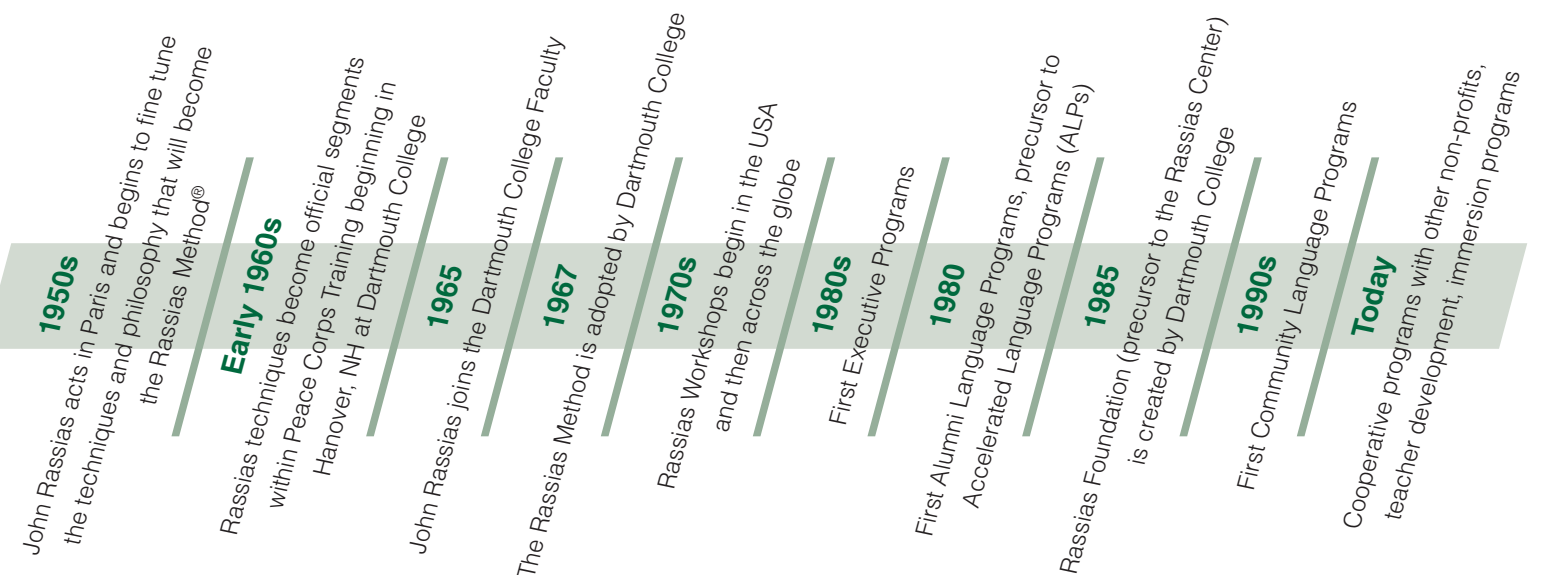 1950s
John Rassias acts in Paris and begins to fine tune
the techniques and philosophy that will become
the Rassias Method®
Early 1960s
Rassias techniques become official segments
within Peace Corps Training beginning in
Hanover, NH at Dartmouth College
1965
John Rassias joins the Dartmouth College Faculty
1967
The Rassias Method is adopted by Dartmouth College
1970s
Rassias Workshops begin in the USA
and then across the globe
1980s
First Executive Programs
1980
First Alumni Language Programs, precursor to
Accelerated Language Programs (ALPs)
1985
Rassias Foundation (precursor to the Rassias Center)
is created by Dartmouth College
1990s
First Community Language Programs
Today
Cooperative programs with other non-profits,
teacher development, immersion programs